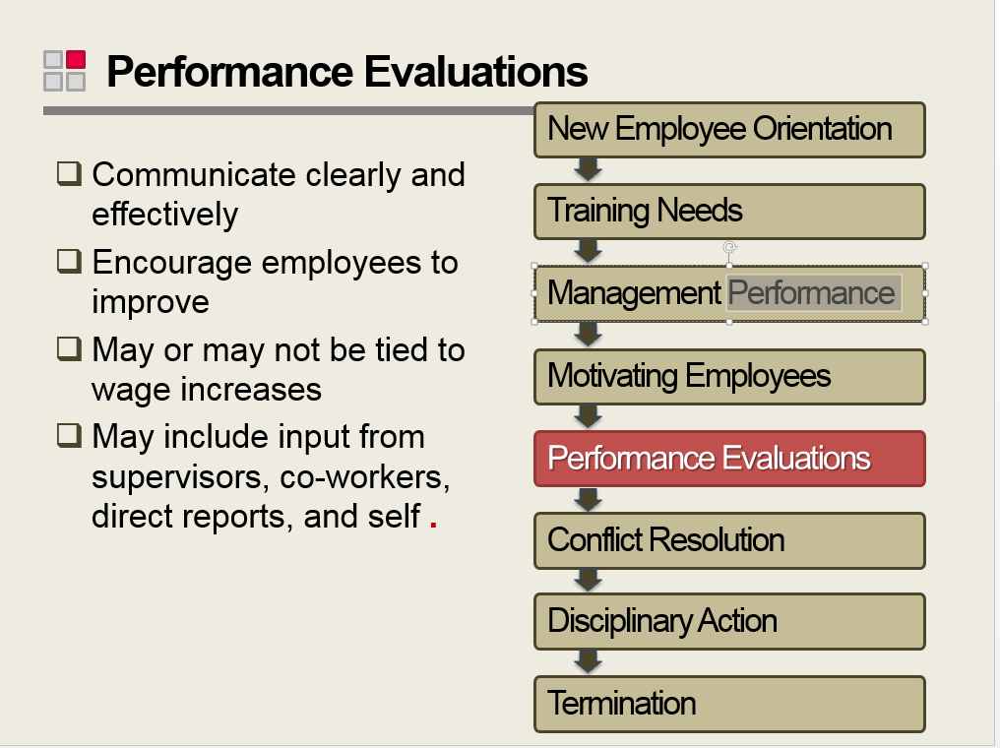 Performance Evaluations
Communicate clearly and
effectively
Encourage employees to
improve
May or may not be tied to
wage increases
May include input from
supervisors, co-workers,
direct reports, and self .
New Employee Orientation
Training Needs
Management Performance
Motivating Employees
Performance Evaluations
Conflict Resolution
Disciplinary Action
Termination